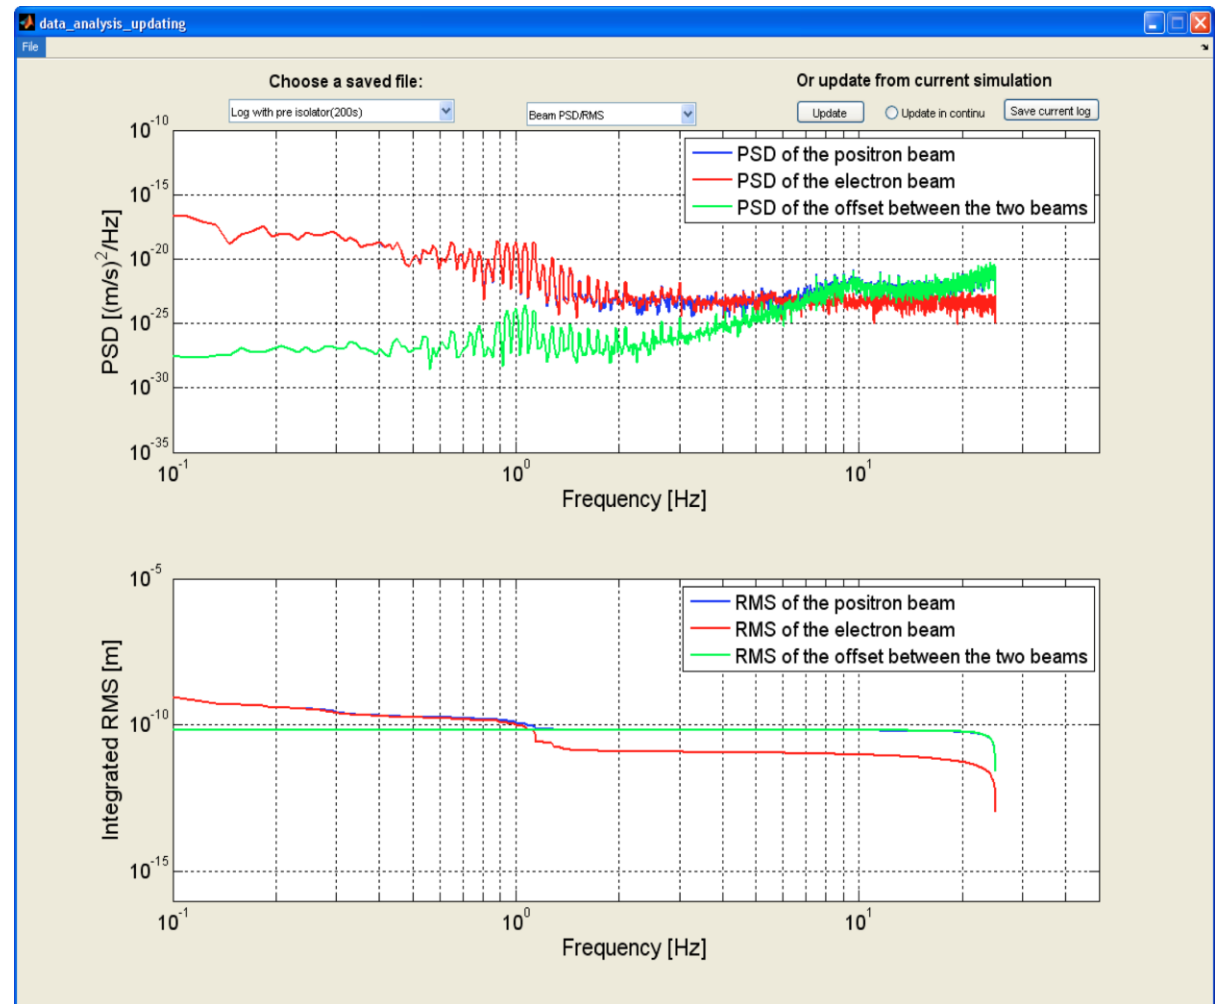 data_analysis_updating
File
Choose a saved file:
Or update from current simulation
Log with pre isolator(200s)
Beam PSD/RMS
Update
Update in continu
Save current log
10^-10
10^-15
10^-20
10^-25
10^-30
10^-35
PSD [(m/s)^2/Hz]
PSD of the positron beam
PSD of the electron beam
PSD of the offset between the two beams
10^-1
10^0
10^1
Frequency [Hz]
10^-5
10^-10
10^-15
Integrated RMS [m]
RMS of the positron beam
RMS of the electron beam
RMS of the offset between the two beams
10^-1
10^0
10^1
Frequency [Hz]